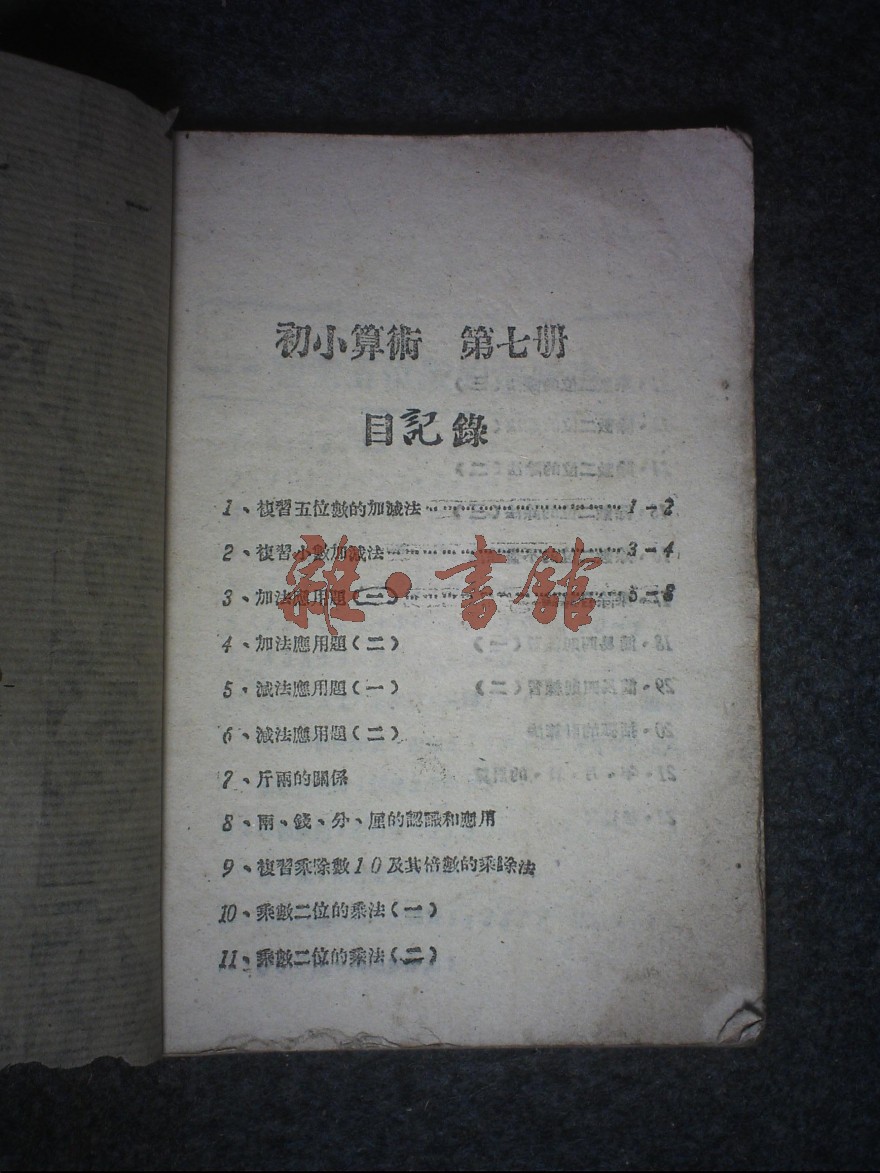 初小算術 第七册
目記錄
1、複習五位數的加減法………………1－2
2、複習小數加減法………………3－4
3、加法應用題(一)………………5－8
4、加法應用題(二)
5、減法應用題(一)
6、減法應用題(二)
7、斤兩的關係
8、兩、錢、分、厘的認識和應用
9、複習乘除數10及其倍數的乘除法
10、乘數二位的乘法(一)
11、乘數二位的乘法(二)
雜·書館